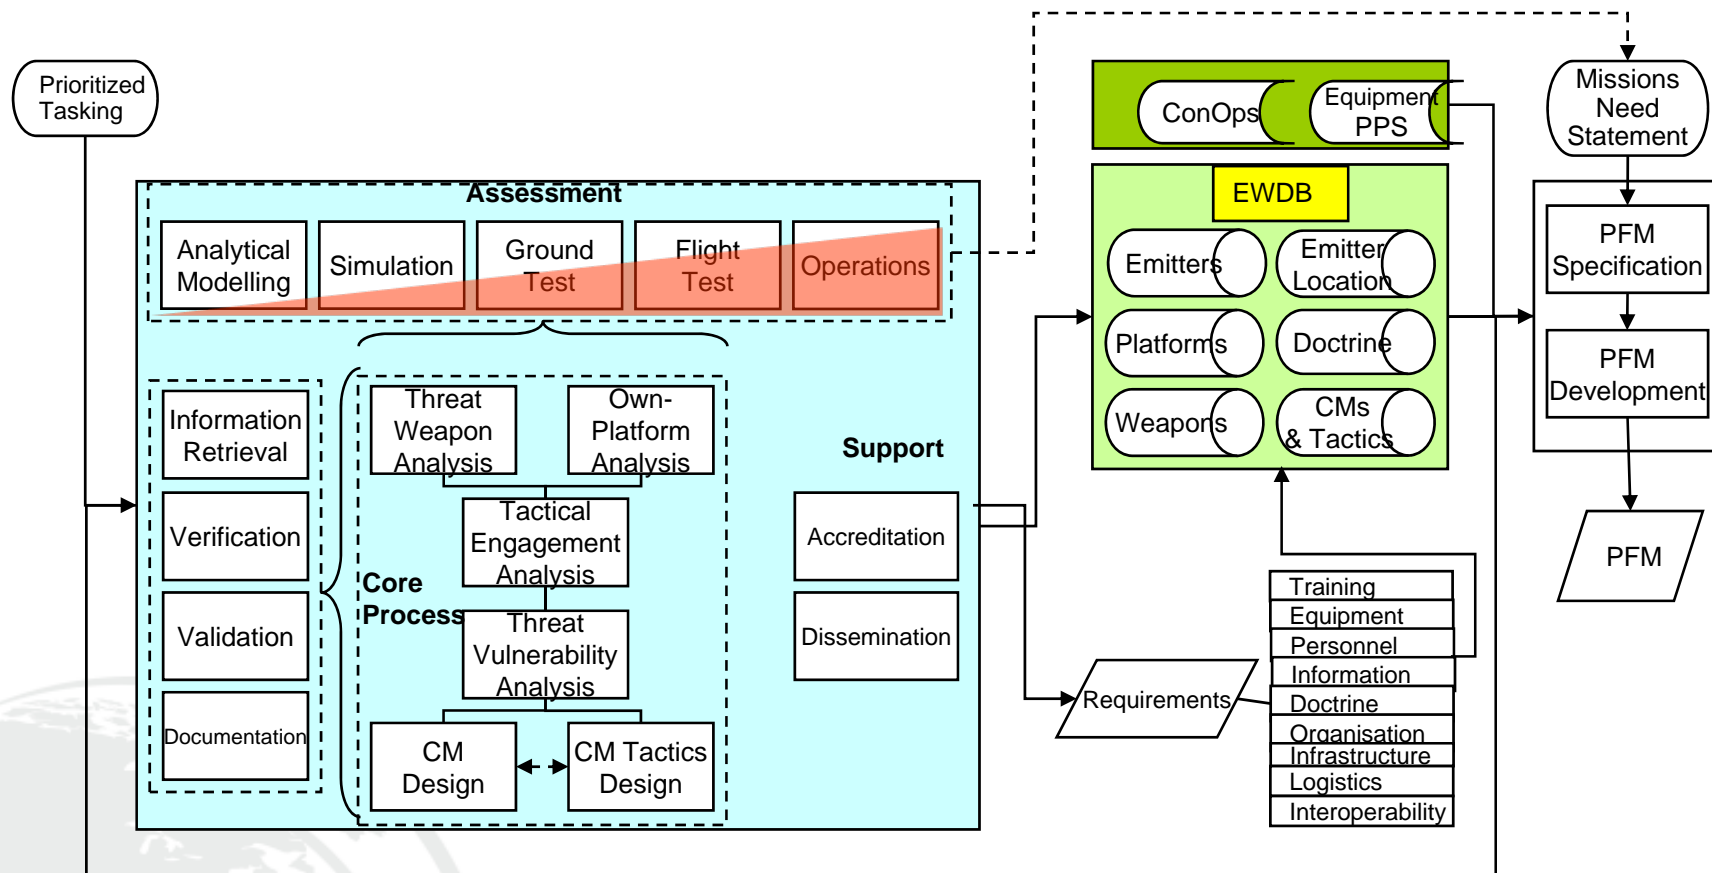 Prioritized
Tasking
Assessment
Analytical
Modelling
Simulation
Ground
Test
Flight
Test
Operations
Information
Retrieval
Verification
Validation
Documentation
Core
Process
Threat
Weapon
Analysis
Own-
Platform
Analysis
Tactical
Engagement
Analysis
Threat
Vulnerability
Analysis
CM
Design
CM Tactics
Design
Support
Accreditation
Dissemination
ConOps
Equipment
PPS
EWDB
Emitters
Emitter
Location
Platforms
Doctrine
Weapons
CMs
& Tactics
Requirements
Training
Equipment
Personnel
Information
Doctrine
Organisation
Infrastructure
Logistics
Interoperability
Missions
Need
Statement
PFM
Specification
PFM
Development
PFM